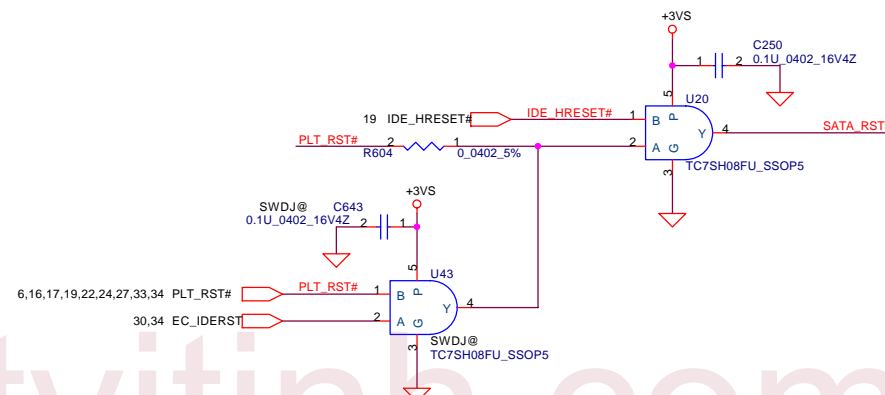 +3VS
C250
1 2
0.1U_0402_16V4Z
5
U20
19 IDE_HRESET# IDE_HRESET# 1 B P
Y 4 SATA_RST
PLT_RST# 2 1 2 A G
R604 0_0402_5% TC7SH08FU_SSOP5
3
+3VS
SWDJ@ C643
0.1U_0402_16V4Z 2 1
5
U43
6,16,17,19,22,24,27,33,34 PLT_RST# PLT_RST# 1 B P
Y 4
30,34 EC_IDERST 2 A G
SWDJ@
3 TC7SH08FU_SSOP5